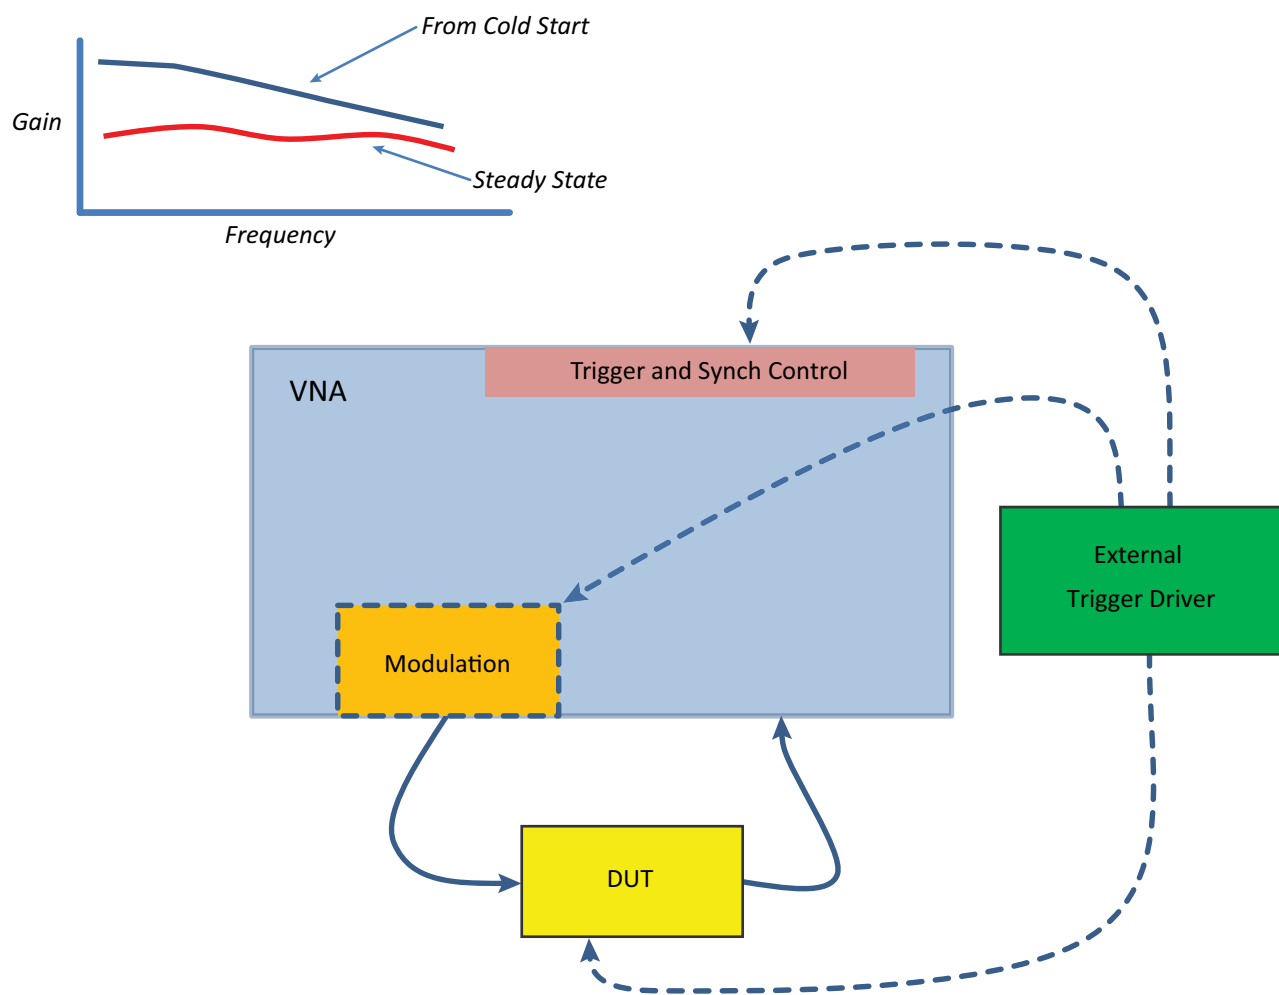 From Cold Start
Gain
Steady State
Frequency
Trigger and Synch Control
VNA
External
Trigger Driver
Modulation
DUT